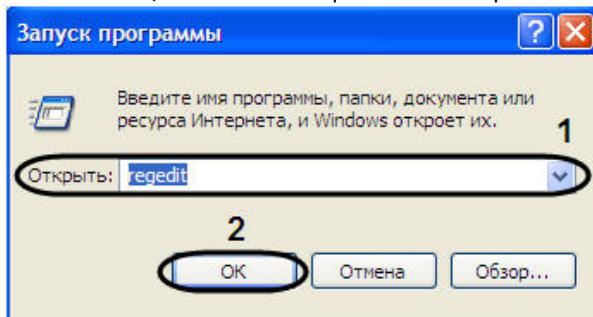 Запуск программы
Введите имя программы, папки, документа или
ресурса Интернета, и Windows откроет их.
1
Открыть: regedit
2
OK Отмена Обзор...